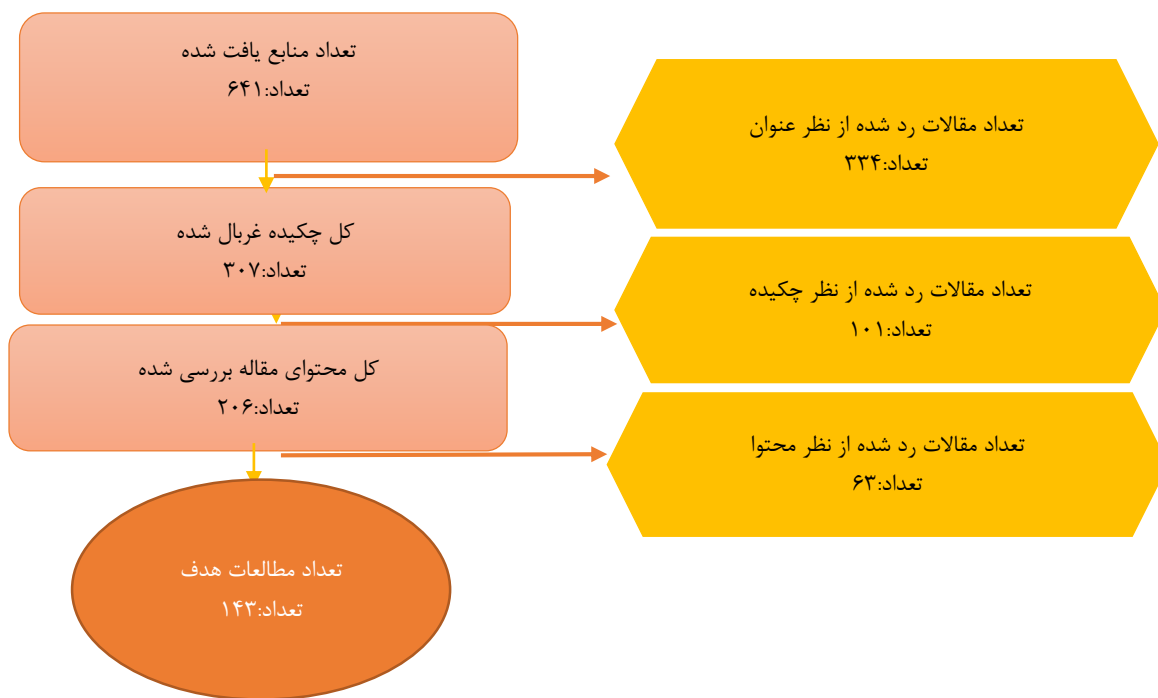 تعداد منابع یافت شده
تعداد:۶۴۱
تعداد مقالات رد شده از نظر عنوان
تعداد:۳۳۴
کل چکیده غربال شده
تعداد:۳۰۷
تعداد مقالات رد شده از نظر چکیده
تعداد:۱۰۱
کل محتوای مقاله بررسی شده
تعداد:۲۰۶
تعداد مقالات رد شده از نظر محتوا
تعداد:۶۳
تعداد مطالعات هدف
تعداد:۱۴۳